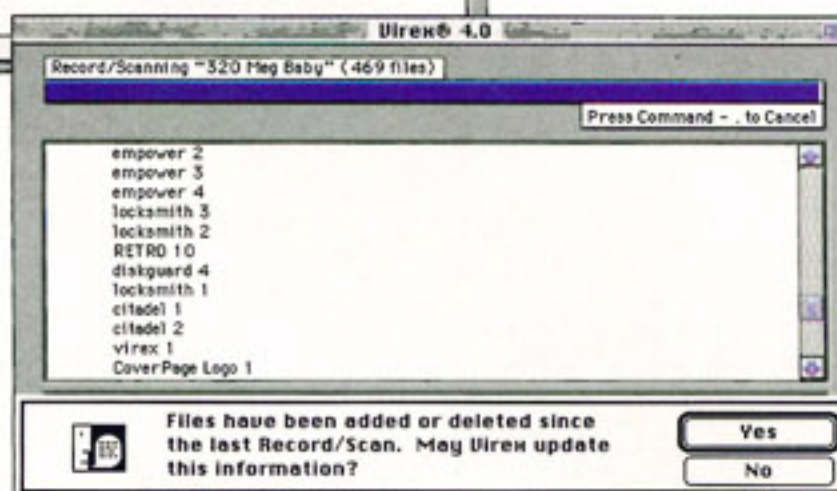 Virex® 4.0
Record/Scanning "320 Meg Baby" (469 files)
Press Command - . to Cancel
empower 2
empower 3
empower 4
locksmith 3
locksmith 2
RETRO 10
diskguard 4
locksmith 1
citadel 1
citadel 2
virex 1
CoverPage Logo 1
Files have been added or deleted since
the last Record/Scan. May Virex update
this information?
Yes
No